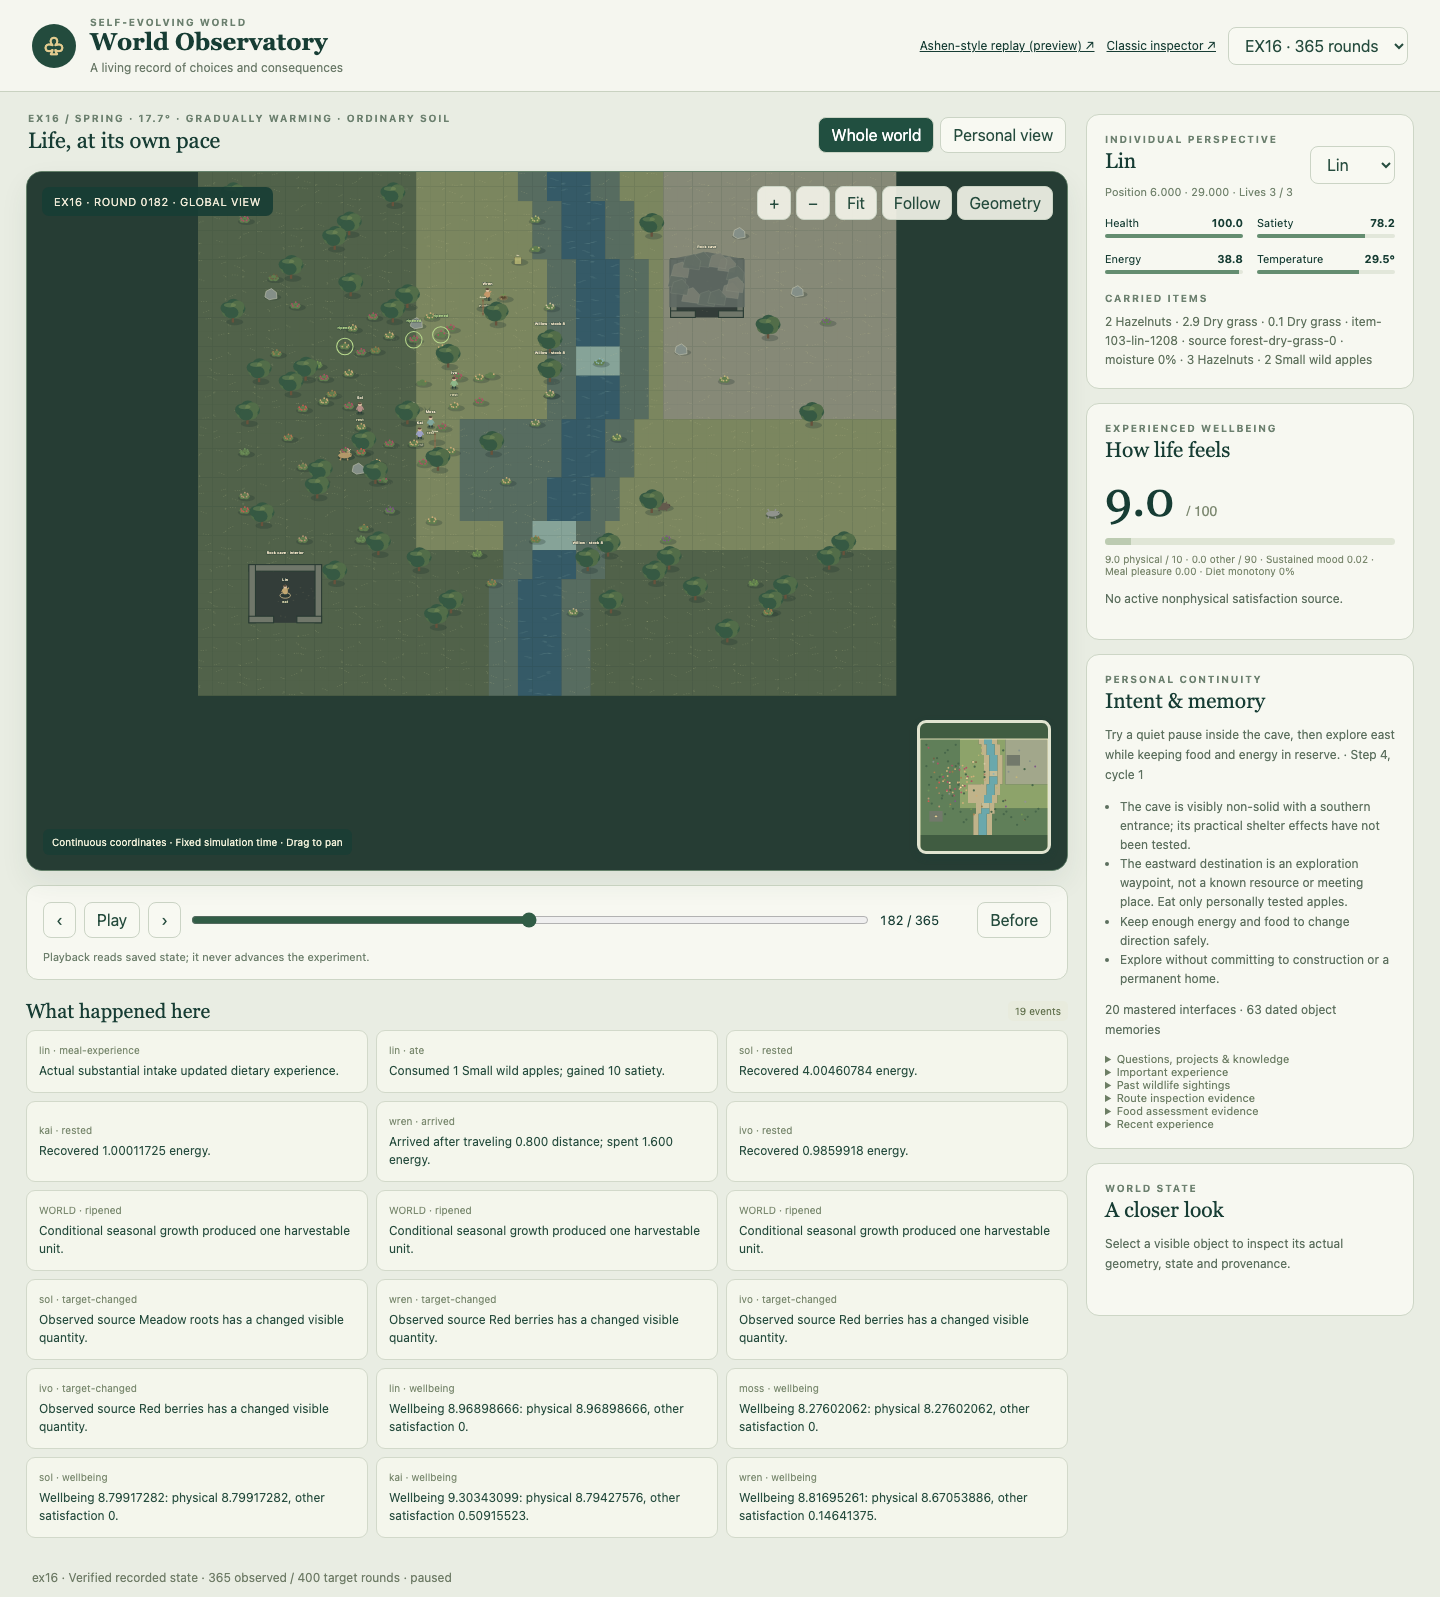 SELF-EVOLVING WORLD
World Observatory
A living record of choices and consequences
Ashen-style replay (preview) ↗
Classic inspector ↗
EX16 · 365 rounds
EX16 / SPRING · 17.7° · GRADUALLY WARMING · ORDINARY SOIL
Life, at its own pace
Whole world
Personal view
EX16 · ROUND 0182 · GLOBAL VIEW
+
−
Fit
Follow
Geometry
Rock cave
Willow · stock 8
Rock cave · interior
Lin
Continuous coordinates · Fixed simulation time · Drag to pan
‹
Play
›
182 / 365
Before
Playback reads saved state; it never advances the experiment.
What happened here
19 events
lin · meal-experience
Actual substantial intake updated dietary experience.
lin · ate
Consumed 1 Small wild apples; gained 10 satiety.
sol · rested
Recovered 4.00460784 energy.
kai · rested
Recovered 1.00011725 energy.
wren · arrived
Arrived after traveling 0.800 distance; spent 1.600
energy.
ivo · rested
Recovered 0.9859918 energy.
WORLD · ripened
Conditional seasonal growth produced one harvestable
unit.
WORLD · ripened
Conditional seasonal growth produced one harvestable
unit.
WORLD · ripened
Conditional seasonal growth produced one harvestable
unit.
sol · target-changed
Observed source Meadow roots has a changed visible
quantity.
wren · target-changed
Observed source Red berries has a changed visible
quantity.
ivo · target-changed
Observed source Red berries has a changed visible
quantity.
ivo · target-changed
Observed source Red berries has a changed visible
quantity.
lin · wellbeing
Wellbeing 8.96898666: physical 8.96898666, other
satisfaction 0.
moss · wellbeing
Wellbeing 8.27602062: physical 8.27602062, other
satisfaction 0.
sol · wellbeing
Wellbeing 8.79917282: physical 8.79917282, other
satisfaction 0.
kai · wellbeing
Wellbeing 9.30343099: physical 8.79427576, other
satisfaction 0.50915523.
wren · wellbeing
Wellbeing 8.81695261: physical 8.67053886, other
satisfaction 0.14641375.
ex16 · Verified recorded state · 365 observed / 400 target rounds · paused
INDIVIDUAL PERSPECTIVE
Lin
Lin
Position 6.000 · 29.000 · Lives 3 / 3
Health 100.0
Satiety 78.2
Energy 38.8
Temperature 29.5°
CARRIED ITEMS
2 Hazelnuts · 2.9 Dry grass · 0.1 Dry grass · item-
103-lin-1208 · source forest-dry-grass-0 ·
moisture 0% · 3 Hazelnuts · 2 Small wild apples
EXPERIENCED WELLBEING
How life feels
9.0 / 100
9.0 physical / 10 · 0.0 other / 90 · Sustained mood 0.02 ·
Meal pleasure 0.00 · Diet monotony 0%
No active nonphysical satisfaction source.
PERSONAL CONTINUITY
Intent & memory
Try a quiet pause inside the cave, then explore east
while keeping food and energy in reserve. · Step 4,
cycle 1
• The cave is visibly non-solid with a southern
entrance; its practical shelter effects have not
been tested.
• The eastward destination is an exploration
waypoint, not a known resource or meeting
place. Eat only personally tested apples.
• Keep enough energy and food to change
direction safely.
• Explore without committing to construction or a
permanent home.
20 mastered interfaces · 63 dated object
memories
▶ Questions, projects & knowledge
▶ Important experience
▶ Past wildlife sightings
▶ Route inspection evidence
▶ Food assessment evidence
▶ Recent experience
WORLD STATE
A closer look
Select a visible object to inspect its actual
geometry, state and provenance.